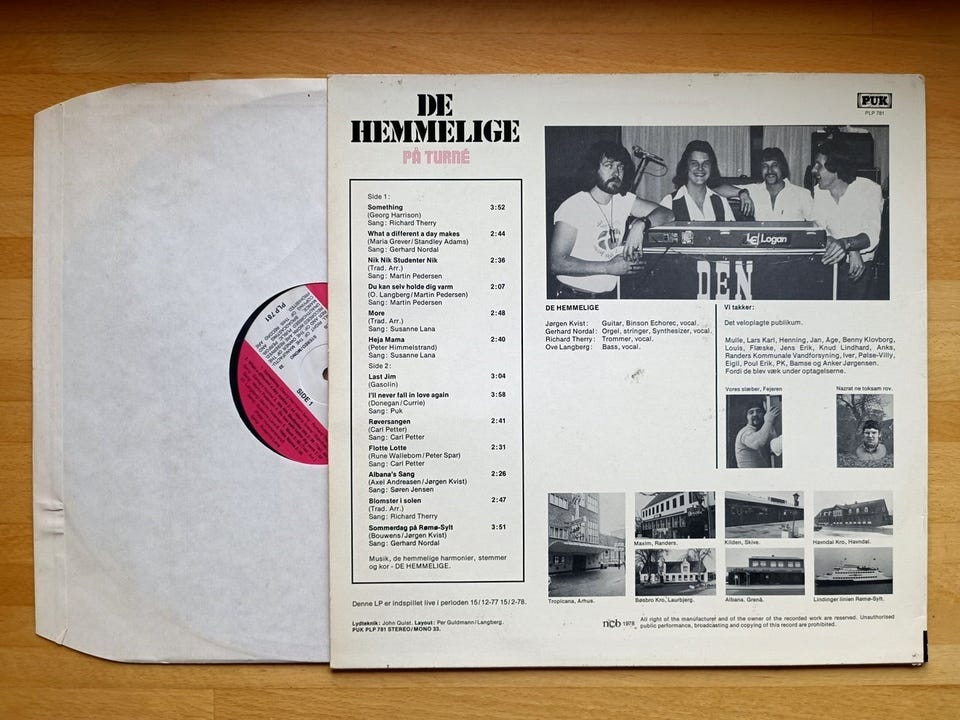 DE
HEMMELIGE
PÅ TURNÉ
Side 1:
Something 3:52
(Georg Harrison)
Sang: Richard Therry
What a different a day makes 2:44
(Maria Grever/Standley Adams)
Sang: Gerhard Nordal
Nik Nik Studenter Nik 2:36
(Trad. Arr.)
Sang: Martin Pedersen
Du kan selv holde dig varm 2:07
(O. Langberg/Martin Pedersen)
Sang: Martin Pedersen
More 2:48
(Trad. Arr.)
Sang: Susanne Lana
Heja Mama 2:40
(Peter Himmelstrand)
Sang: Susanne Lana
Side 2:
Last Jim 3:04
(Gasolin)
I'll never fall in love again 3:58
(Donegan/Currie)
Sang: Puk
Røversangen 2:41
(Carl Petter)
Sang: Carl Petter
Flotte Lotte 2:31
(Rune Wallebom/Peter Spar)
Sang: Carl Petter
Albana's Sang 2:26
(Axel Andreasen/Jørgen Kvist)
Sang: Søren Jensen
Blomster i solen 2:47
(Trad. Arr.)
Sang: Richard Therry
Sommerdag på Rømø-Sylt 3:51
(Bouwens/Jørgen Kvist)
Sang: Gerhard Nordal
Musik, de hemmelige harmonier, stemmer
og kor - DE HEMMELIGE.
Denne LP er indspillet live i perioden 15/12-77 15/2-78.
Lydteknik: John Quist. Layout: Per Guldmann/Langberg.
PUK PLP 781 STEREO/MONO 33.
PUK
PLP 781
Logan
DEN
DE HEMMELIGE
Jørgen Kvist: Guitar, Binson Echorec, vocal.
Gerhard Nordal: Orgel, stringer, Synthesizer, vocal.
Richard Therry: Trommer, vocal.
Ove Langberg: Bass, vocal.
Vi takker:
Det veloplagte publikum.
Mulle, Lars Karl, Henning, Jan, Åge, Benny Klovborg,
Louis, Flæske, Jens Erik, Knud Lindhard, Anks,
Randers Kommunale Vandforsyning, Iver, Pølse-Villy,
Eigil, Poul Erik, PK, Bamse og Anker Jørgensen.
Fordi de blev væk under optagelserne.
Vores slæber, Fejeren
Nazrat ne toksam rov.
Tropicana, Århus.
Maxim, Randers.
Kilden, Skive.
Havndal Kro, Havndal.
Bøsbro Kro, Laurbjerg.
Albana, Grenå.
Lindinger linien Rømø-Sylt.
ncb 1978
All right of the manufacturer and of the owner of the recorded work are reserved. Unauthorised
public performance, broadcasting and copying of this record are prohibited.
PLP 781
SIDE 1